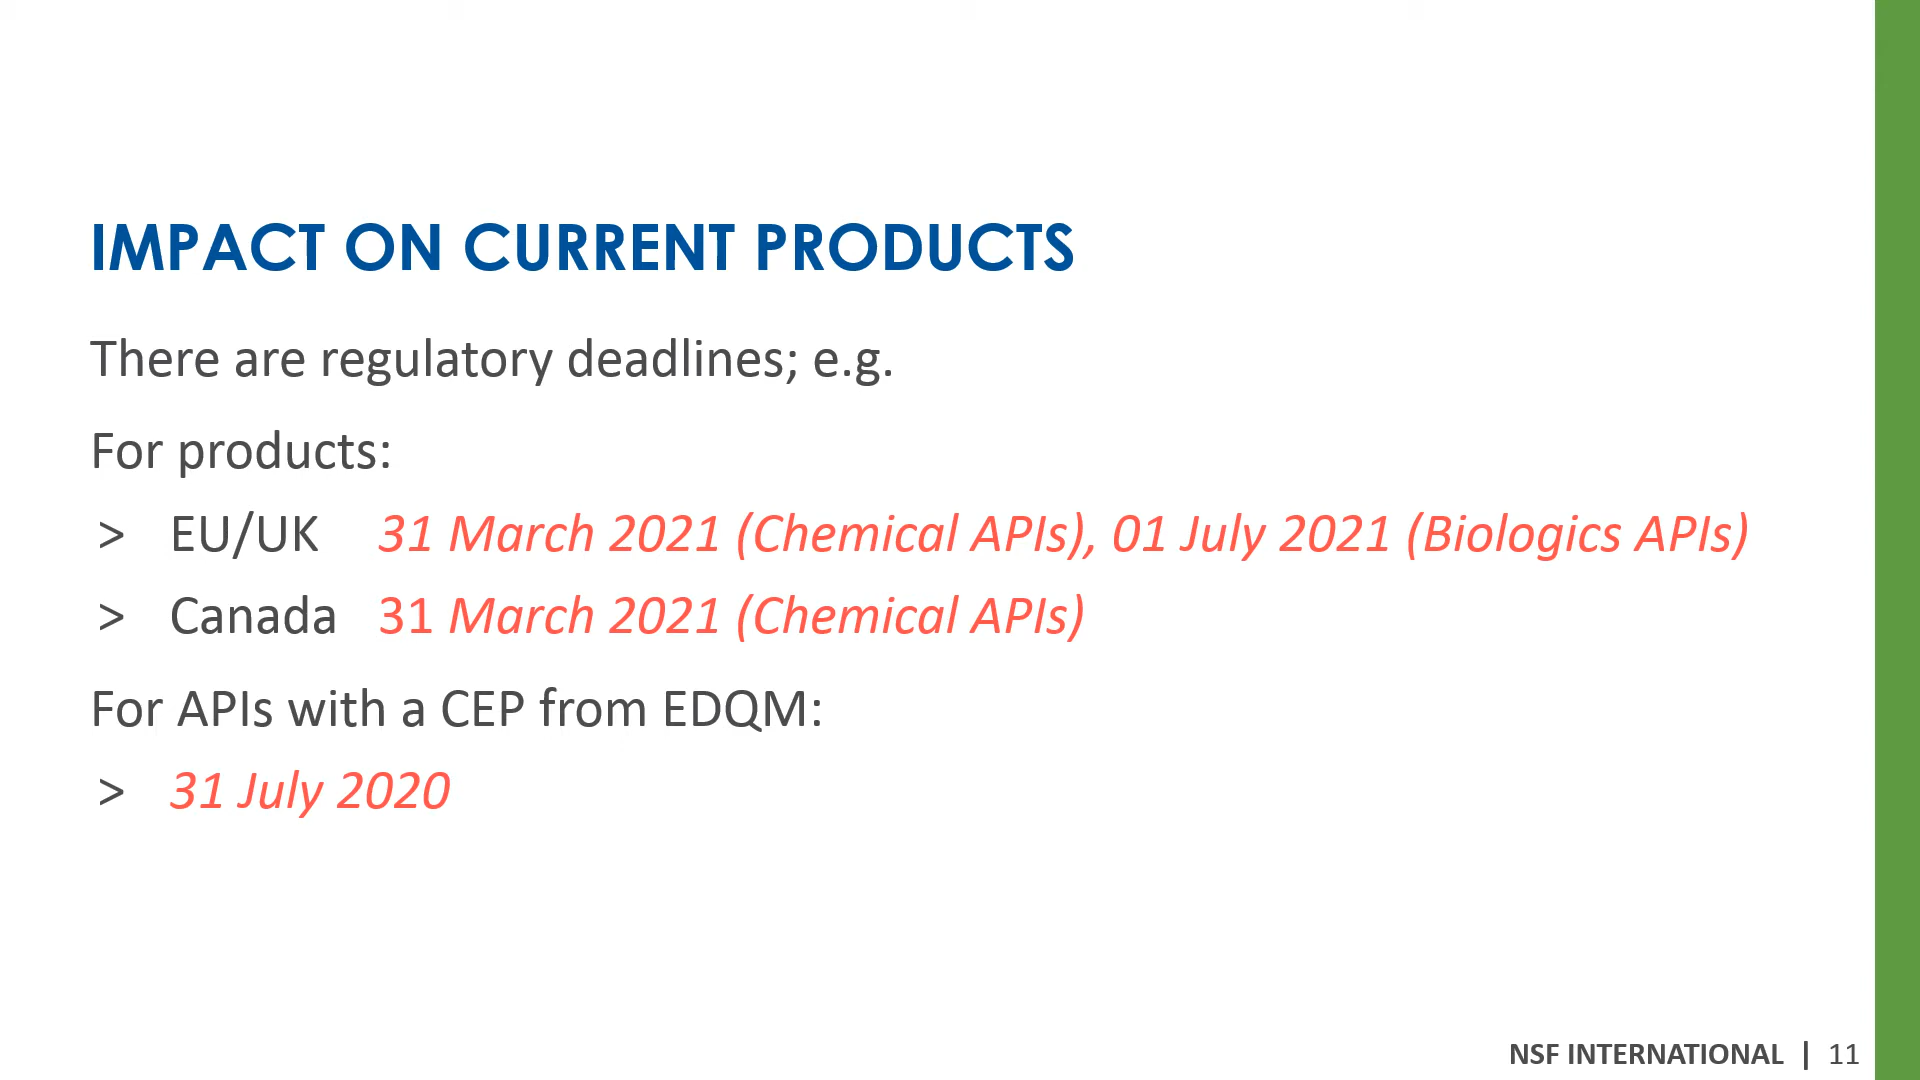 IMPACT ON CURRENT PRODUCTS
There are regulatory deadlines; e.g.
For products:
> EU/UK 31 March 2021 (Chemical APIs), 01 July 2021 (Biologics APIs)
> Canada 31 March 2021 (Chemical APIs)
For APIs with a CEP from EDQM:
> 31 July 2020
NSF INTERNATIONAL | 11